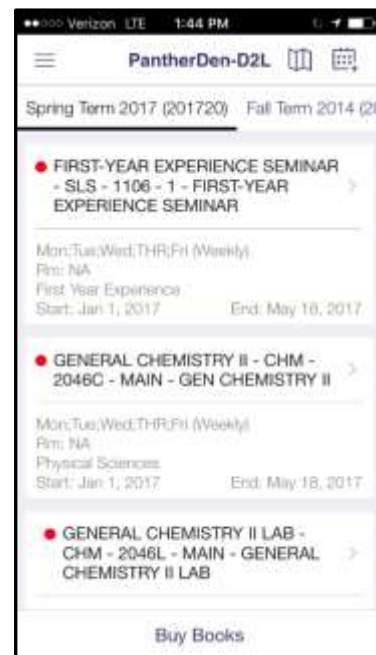 Verizon LTE 1:44 PM
PantherDen-D2L
Spring Term 2017 (201720) Fall Term 2014 (20
FIRST-YEAR EXPERIENCE SEMINAR
- SLS - 1106 - 1 - FIRST-YEAR
EXPERIENCE SEMINAR
Mon;Tue;Wed;THR;Fri (Weekly)
Rm: NA
First Year Experience
Start: Jan 1, 2017 End: May 18, 2017
GENERAL CHEMISTRY II - CHM -
2046C - MAIN - GEN CHEMISTRY II
Mon;Tue;Wed;THR;Fri (Weekly)
Rm: NA
Physical Sciences
Start: Jan 1, 2017 End: May 18, 2017
GENERAL CHEMISTRY II LAB -
CHM - 2046L - MAIN - GENERAL
CHEMISTRY II LAB
Buy Books